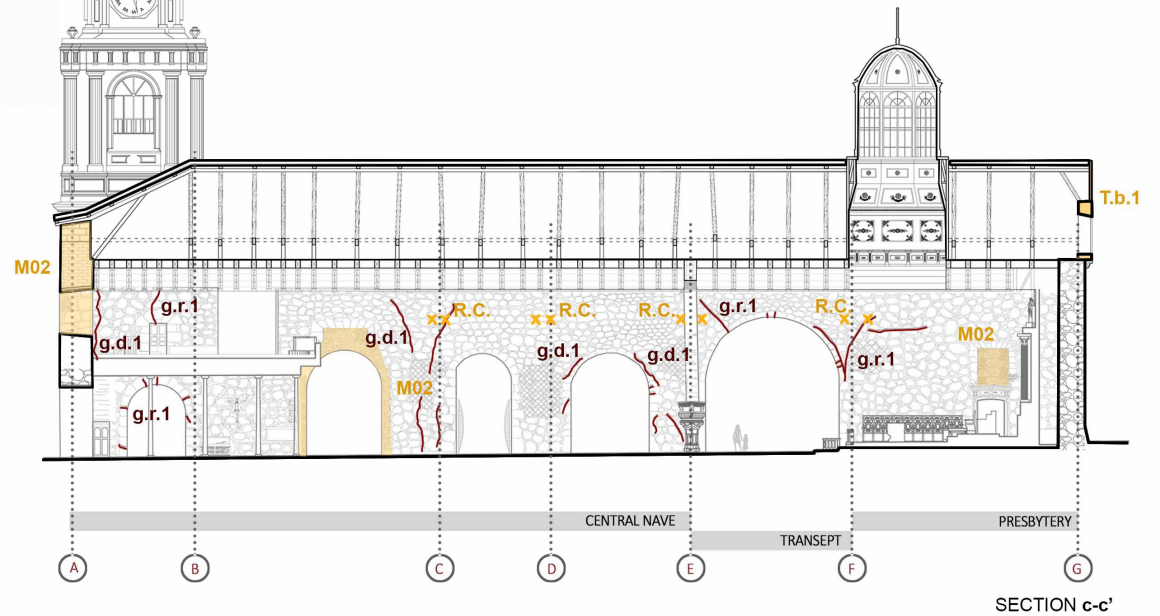 T.b.1
M02
g.r.1
g.d.1
g.d.1
R.C.
R.C.
R.C.
g.r.1
R.C.
g.d.1
g.d.1
M02
g.r.1
M02
g.r.1
CENTRAL NAVE
PRESBYTERY
TRANSEPT
A
B
C
D
E
F
G
SECTION c-c'